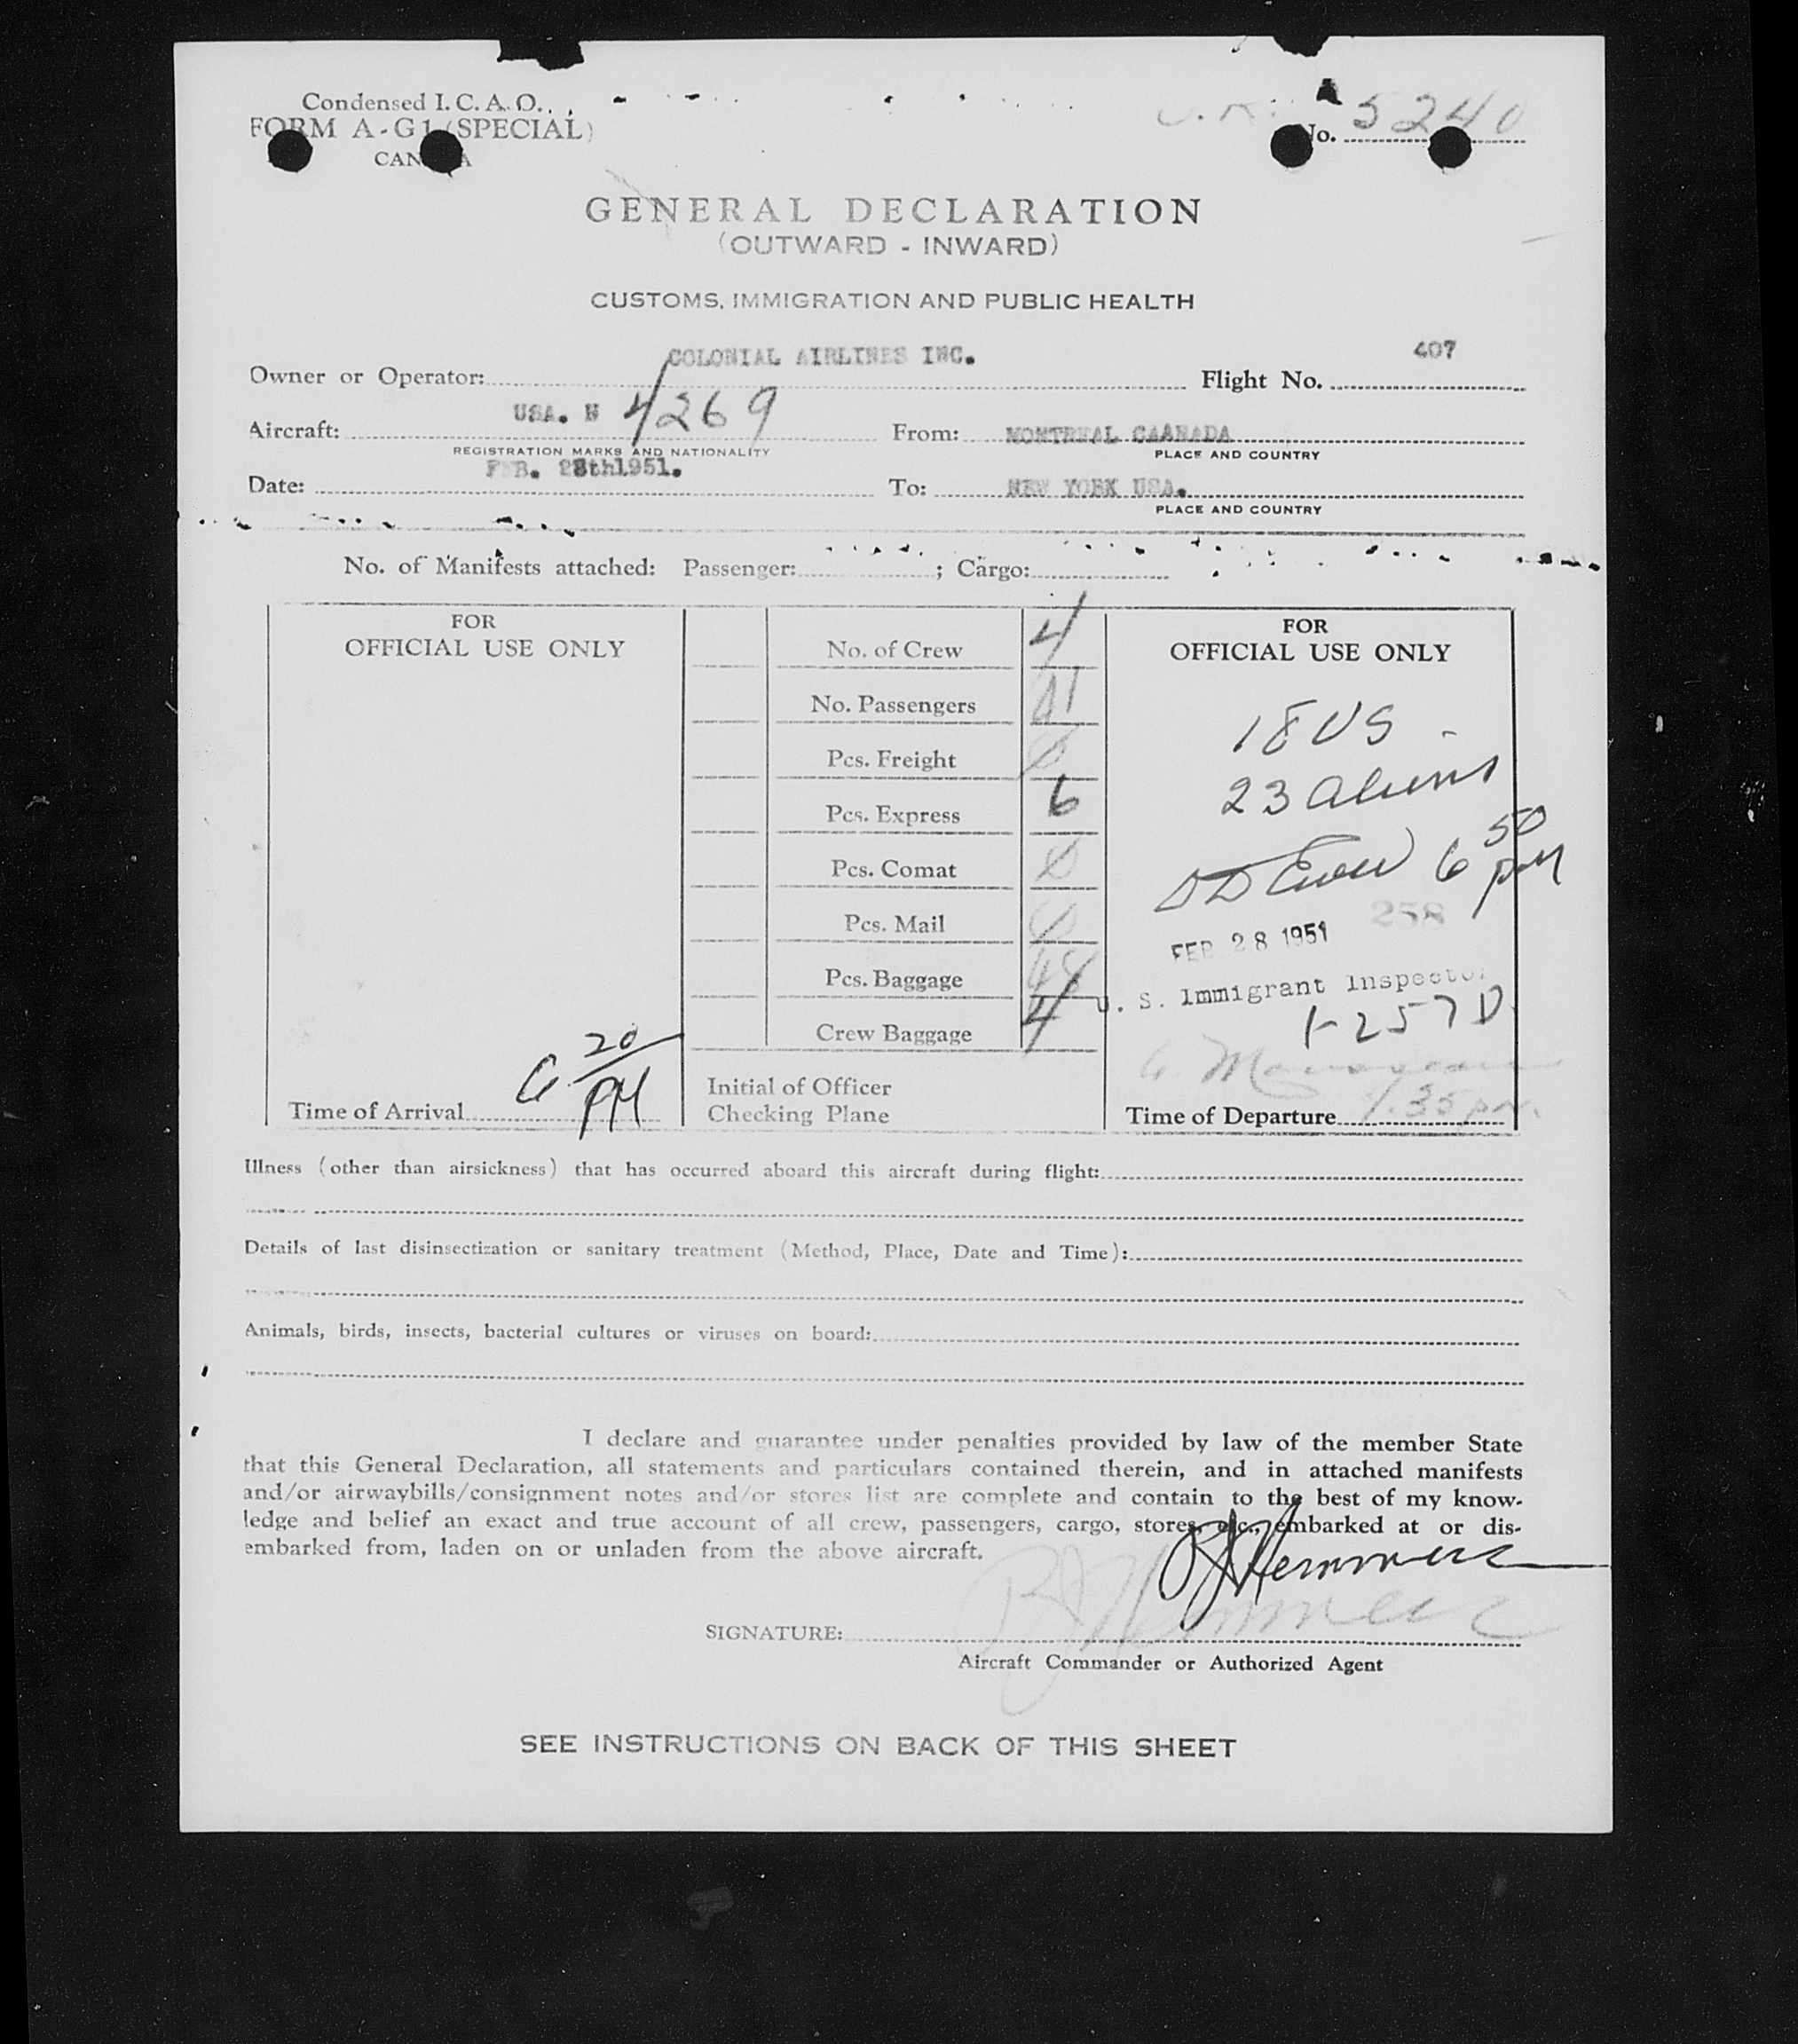 Condensed I. C. A. O.
FORM A-G1 (SPECIAL)
CANADA
No. 5240
GENERAL DECLARATION
(OUTWARD - INWARD)
CUSTOMS, IMMIGRATION AND PUBLIC HEALTH
Owner or Operator: COLONIAL AIRLINES INC. Flight No. 407
Aircraft: USA. N 4269 From: MONTREAL CAANADA
REGISTRATION MARKS AND NATIONALITY PLACE AND COUNTRY
Date: FEB. 28th1951. To: NEW YORK USA.
PLACE AND COUNTRY
No. of Manifests attached: Passenger: ; Cargo:
FOR
OFFICIAL USE ONLY
Time of Arrival 6 20 PM
No. of Crew 4
No. Passengers 41
Pcs. Freight 0
Pcs. Express 6
Pcs. Comat 0
Pcs. Mail 0
Pcs. Baggage 48
Crew Baggage 4
Initial of Officer
Checking Plane
FOR
OFFICIAL USE ONLY
18 US
23 aliens
6 50 PM
258
FEB 28 1951
U. S. Immigrant Inspector
1-257D
Time of Departure
Illness (other than airsickness) that has occurred aboard this aircraft during flight:
Details of last disinsectization or sanitary treatment (Method, Place, Date and Time):
Animals, birds, insects, bacterial cultures or viruses on board:
I declare and guarantee under penalties provided by law of the member State
that this General Declaration, all statements and particulars contained therein, and in attached manifests
and/or airwaybills/consignment notes and/or stores list are complete and contain to the best of my know-
ledge and belief an exact and true account of all crew, passengers, cargo, stores, etc., embarked at or dis-
embarked from, laden on or unladen from the above aircraft.
SIGNATURE:
Aircraft Commander or Authorized Agent
SEE INSTRUCTIONS ON BACK OF THIS SHEET